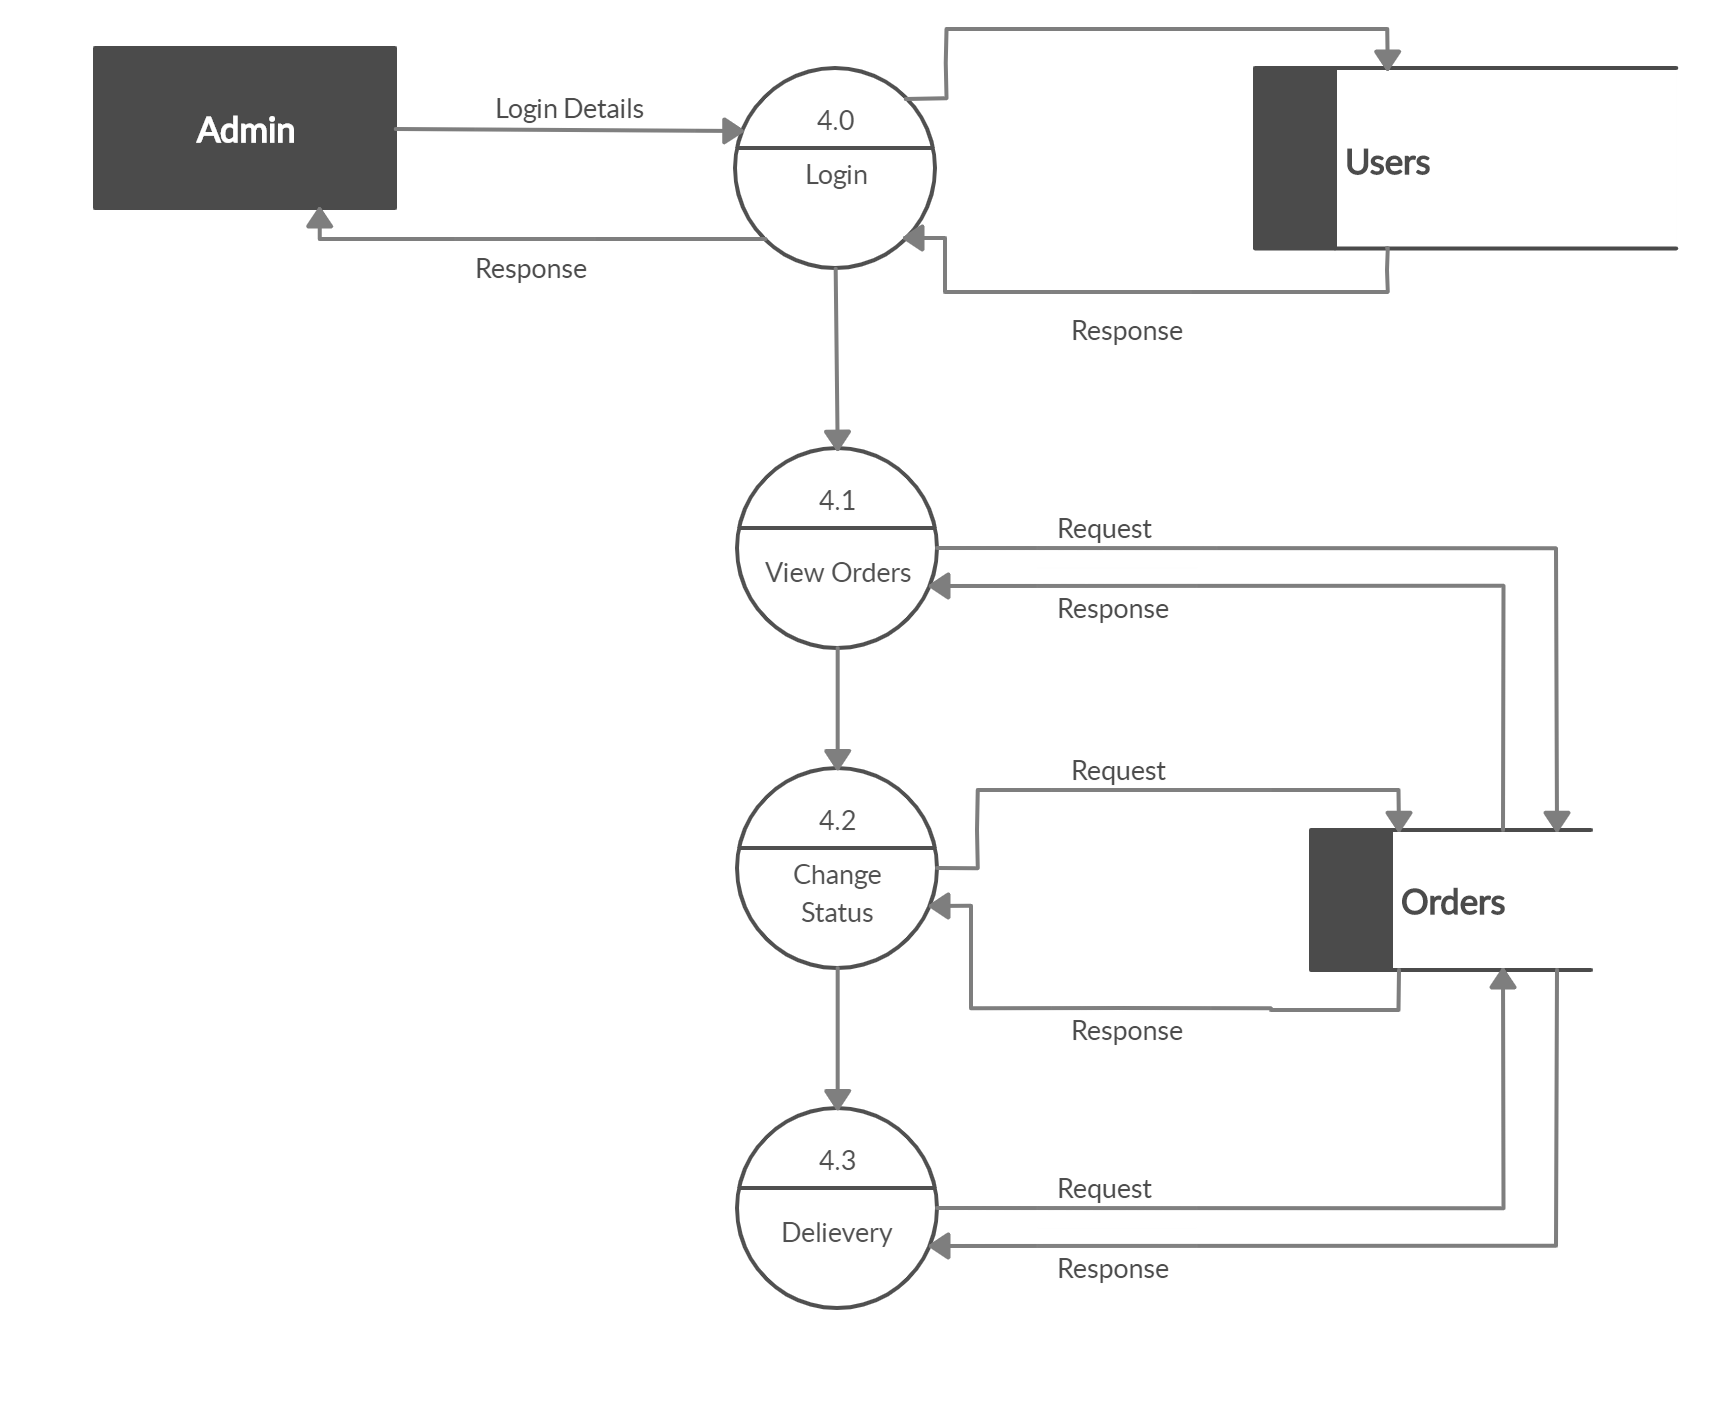 Admin
Login Details
4.0
Login
Users
Response
Response
4.1
View Orders
Request
Response
Request
4.2
Change
Status
Orders
Response
4.3
Delievery
Request
Response